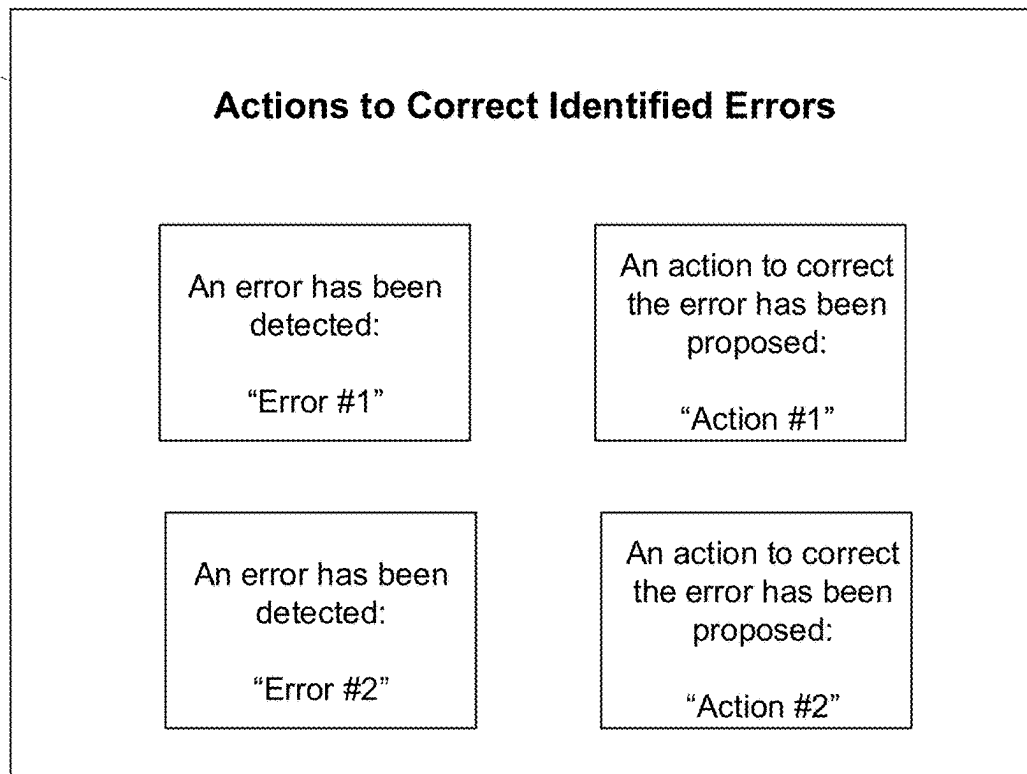 Actions to Correct Identified Errors
An error has been
detected:
“Error #1”
An action to correct
the error has been
proposed:
“Action #1”
An error has been
detected:
“Error #2”
An action to correct
the error has been
proposed:
“Action #2”